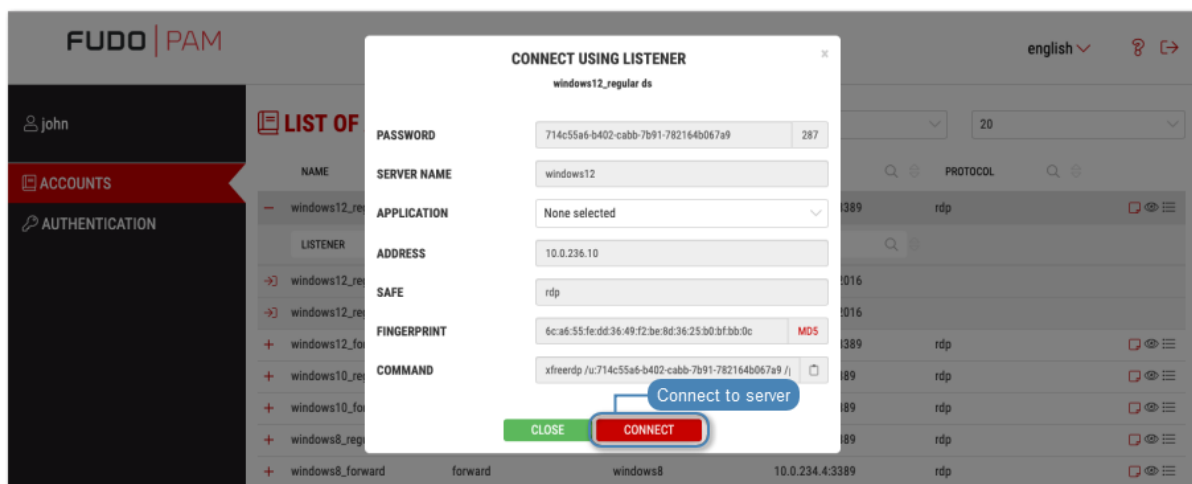 FUDO PAM
english
john
ACCOUNTS
AUTHENTICATION
LIST OF
20
NAME
PROTOCOL
windows12_re
3389
rdp
LISTENER
windows12_re
2016
windows12_re
2016
windows12_fo
3389
rdp
windows10_re
389
rdp
windows10_fo
389
rdp
windows8_regu
389
rdp
windows8_forward
forward
windows8
10.0.234.4:3389
rdp
CONNECT USING LISTENER
×
windows12_regular ds
PASSWORD
714c55a6-b402-cabb-7b91-782164b067a9
287
SERVER NAME
windows12
APPLICATION
None selected
ADDRESS
10.0.236.10
SAFE
rdp
FINGERPRINT
6c:a6:55:fe:dd:36:49:f2:be:8d:36:25:b0:bf:bb:0c
MD5
COMMAND
xfreerdp /u:714c55a6-b402-cabb-7b91-782164b067a9 /
Connect to server
CLOSE
CONNECT